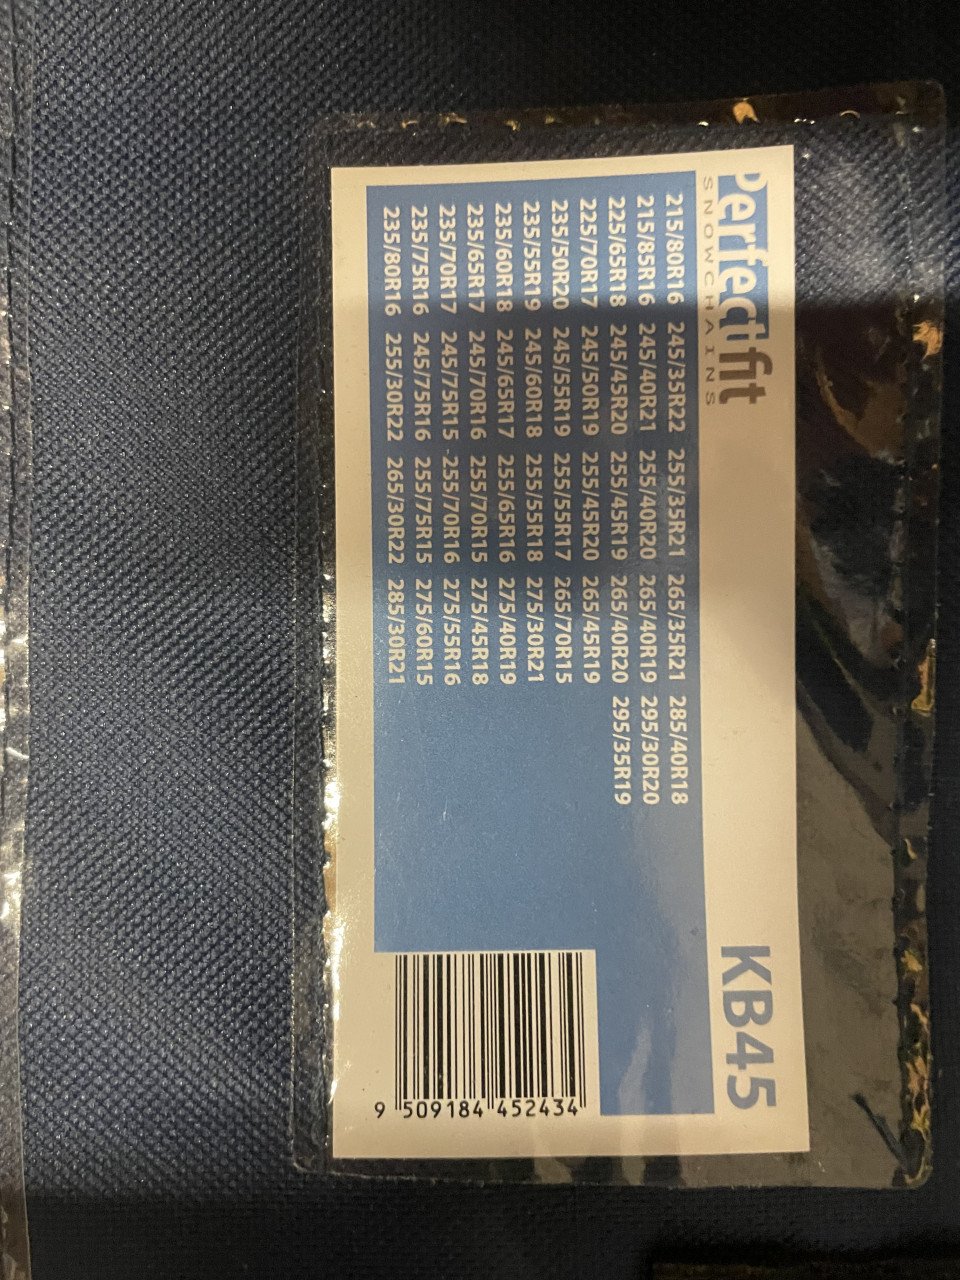 Perfectfit KB45
SNOWCHAINS
215/80R16 245/35R22 255/35R21 265/35R21 285/40R18
215/85R16 245/40R21 255/40R20 265/40R19 295/30R20
225/65R18 245/45R20 255/45R19 265/40R20 295/35R19
225/70R17 245/50R19 255/45R20 265/45R19
235/50R20 245/55R19 255/55R17 265/70R15
235/55R19 245/60R18 255/55R18 275/30R21
235/60R18 245/65R17 255/65R16 275/40R19
235/65R17 245/70R16 255/70R15 275/45R18
235/70R17 245/75R15 255/70R16 275/55R16
235/75R16 245/75R16 255/75R15 275/60R15
235/80R16 255/30R22 265/30R22 285/30R21
9 509184 452434